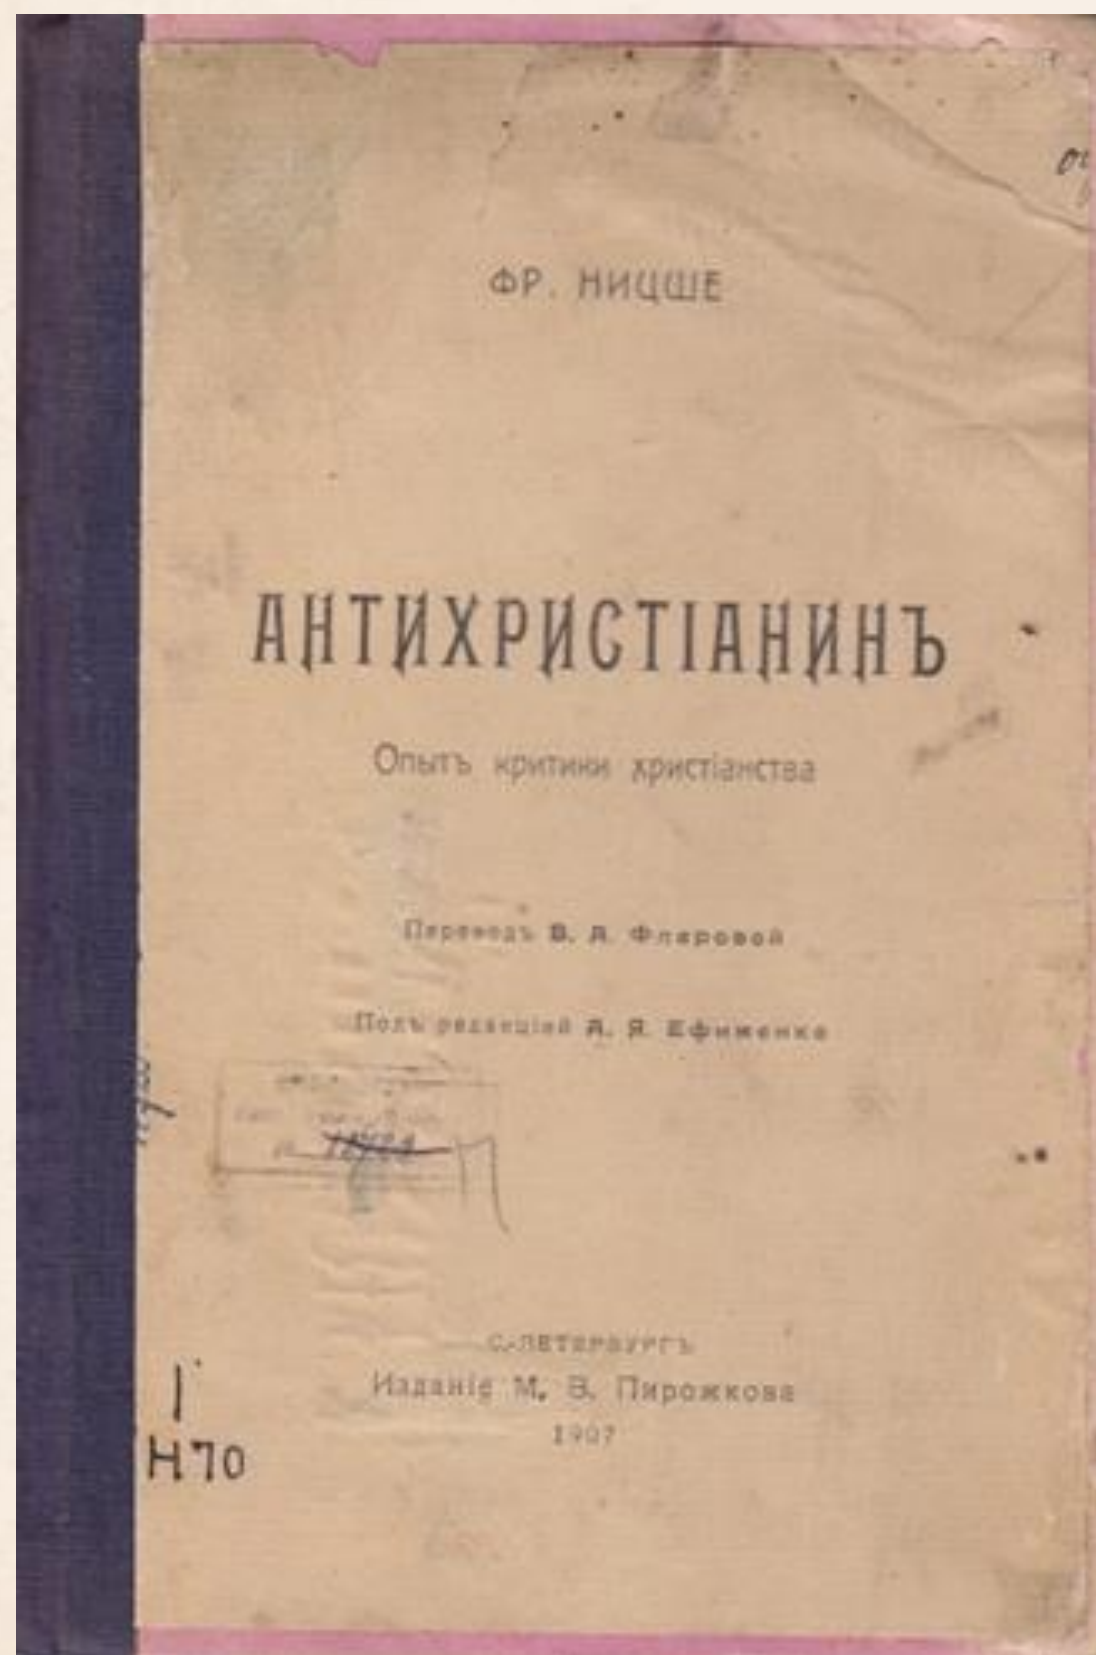 ФР. НИЦШЕ
АНТИХРИСТІАНИНЪ
Опытъ критики христіанства
Переводъ В. А. Флеровой
Подъ редакціей А. Я. Ефименко
С.-ПЕТЕРБУРГЪ
Изданіе М. В. Пирожкова
1907
I
Н70